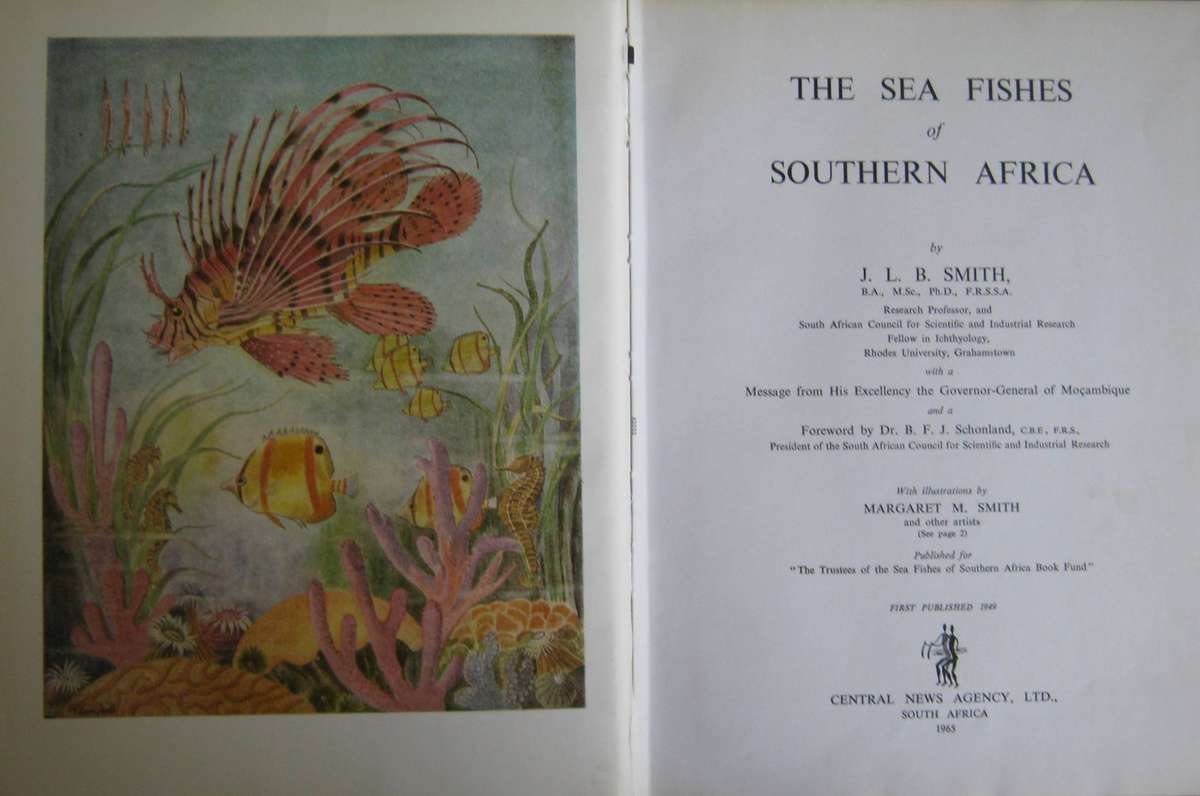 THE SEA FISHES
of
SOUTHERN AFRICA
by
J. L. B. SMITH,
B.A., M.Sc., Ph.D., F.R.S.S.A.
Research Professor, and
South African Council for Scientific and Industrial Research
Fellow in Ichthyology,
Rhodes University, Grahamstown
with a
Message from His Excellency the Governor-General of Moçambique
and a
Foreword by Dr. B. F. J. Schonland, C.B.E., F.R.S.,
President of the South African Council for Scientific and Industrial Research
With illustrations by
MARGARET M. SMITH
and other artists
(See page 2)
Published for
"The Trustees of the Sea Fishes of Southern Africa Book Fund"
FIRST PUBLISHED 1949
CENTRAL NEWS AGENCY, LTD.,
SOUTH AFRICA
1965